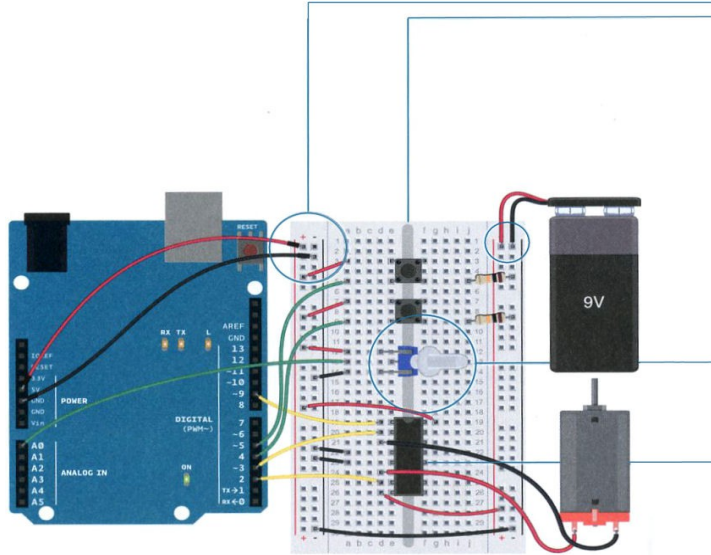 + -
a b c d e
f g h i j
+ -
RESET
AREF
GND
13
12
~11
~10
~9
8
7
~6
~5
4
~3
2
TX→1
RX←0
RX TX L
DIGITAL
(PWM~)
ON
IOREF
RESET
3.3V
5V
GND
GND
Vin
POWER
A0
A1
A2
A3
A4
A5
ANALOG IN
9V
a b c d e
f g h i j